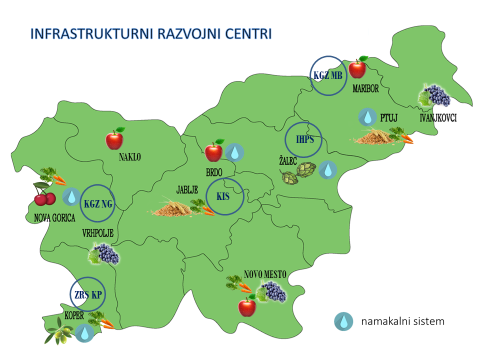 INFRASTRUKTURNI RAZVOJNI CENTRI
KGZ MB
MARIBOR
IVANJKOVCI
PTUJ
IHPS
ŽALEC
NAKLO
BRDO
JABLJE
KIS
KGZ NG
NOVA GORICA
VRHPOLJE
NOVO MESTO
ZRS KP
KOPER
namakalni sistem